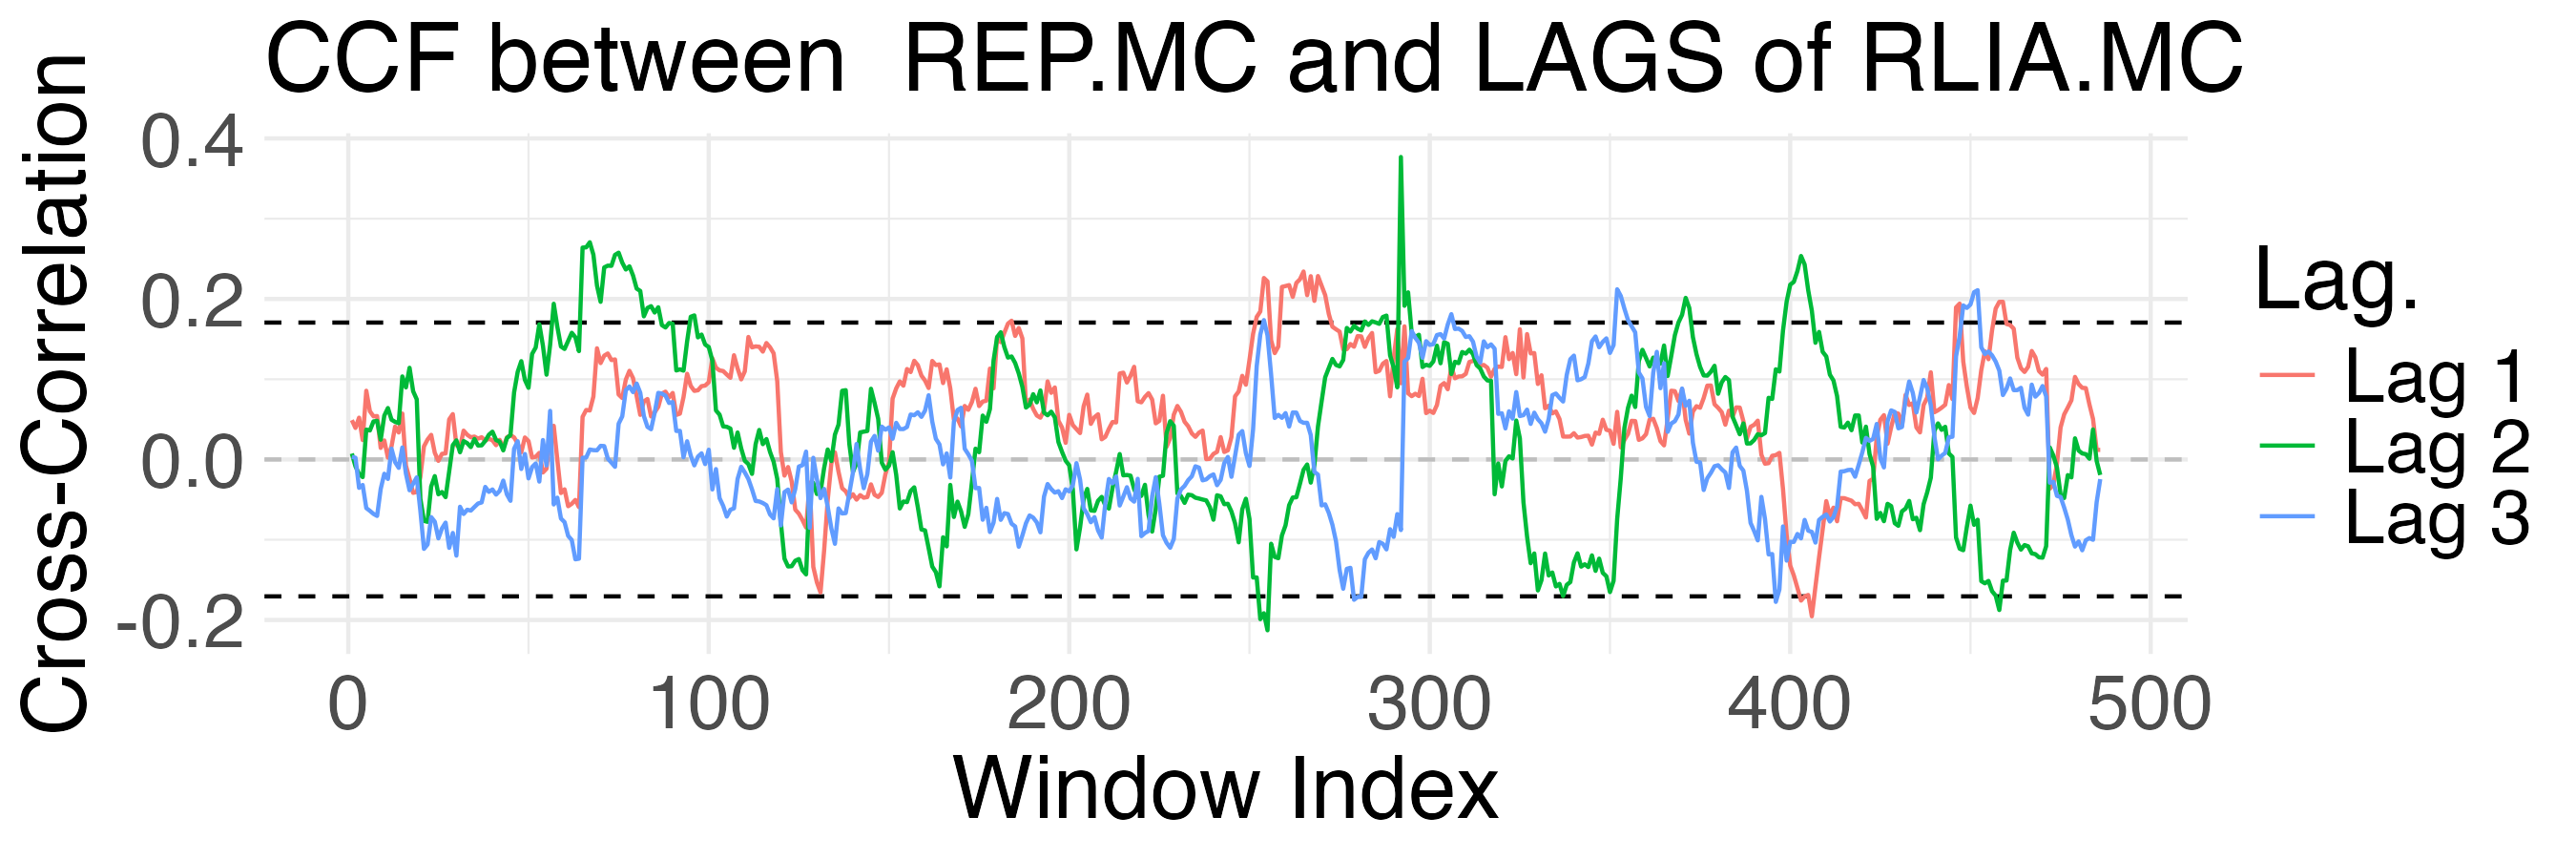 CCF between  REP.MC and LAGS of RLIA.MC
Cross-Correlation
0.4
0.2
0.0
-0.2
0 100 200 300 400 500
Window Index
Lag.
Lag 1
Lag 2
Lag 3